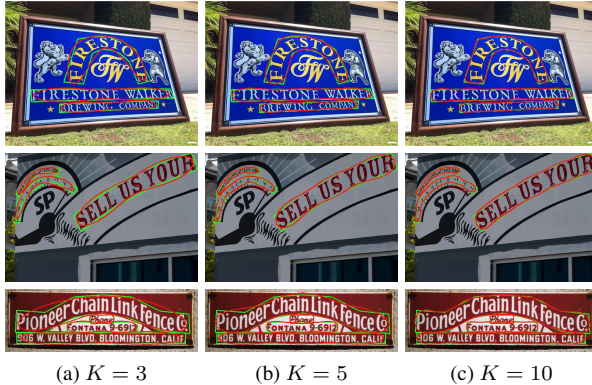 FIRESTONE
FW
FIRESTONE WALKER
BREWING COMPANY
FIRESTONE
FW
FIRESTONE WALKER
BREWING COMPANY
FIRESTONE
FW
FIRESTONE WALKER
BREWING COMPANY
SP
SELL US YOUR
SP
SELL US YOUR
SP
SELL US YOUR
Pioneer Chain Link Fence Co
Phone
FONTANA 9-6912
906 W. VALLEY BLVD. BLOOMINGTON, CALIF
Pioneer Chain Link Fence Co
Phone
FONTANA 9-6912
906 W. VALLEY BLVD. BLOOMINGTON, CALIF
Pioneer Chain Link Fence Co
Phone
FONTANA 9-6912
906 W. VALLEY BLVD. BLOOMINGTON, CALIF
(a) K = 3
(b) K = 5
(c) K = 10